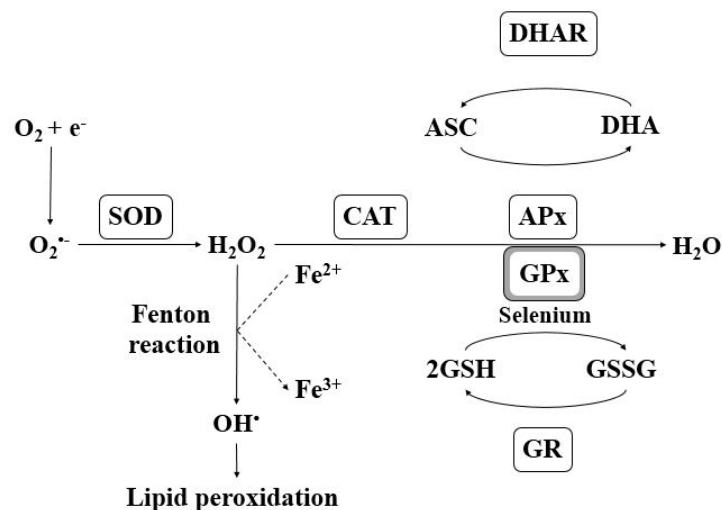 DHAR
ASC DHA
O₂ + e⁻
SOD CAT APx
O₂•⁻ H₂O₂ H₂O
GPx
Fe²⁺
Selenium
Fenton
reaction
2GSH GSSG
Fe³⁺
OH•
GR
Lipid peroxidation